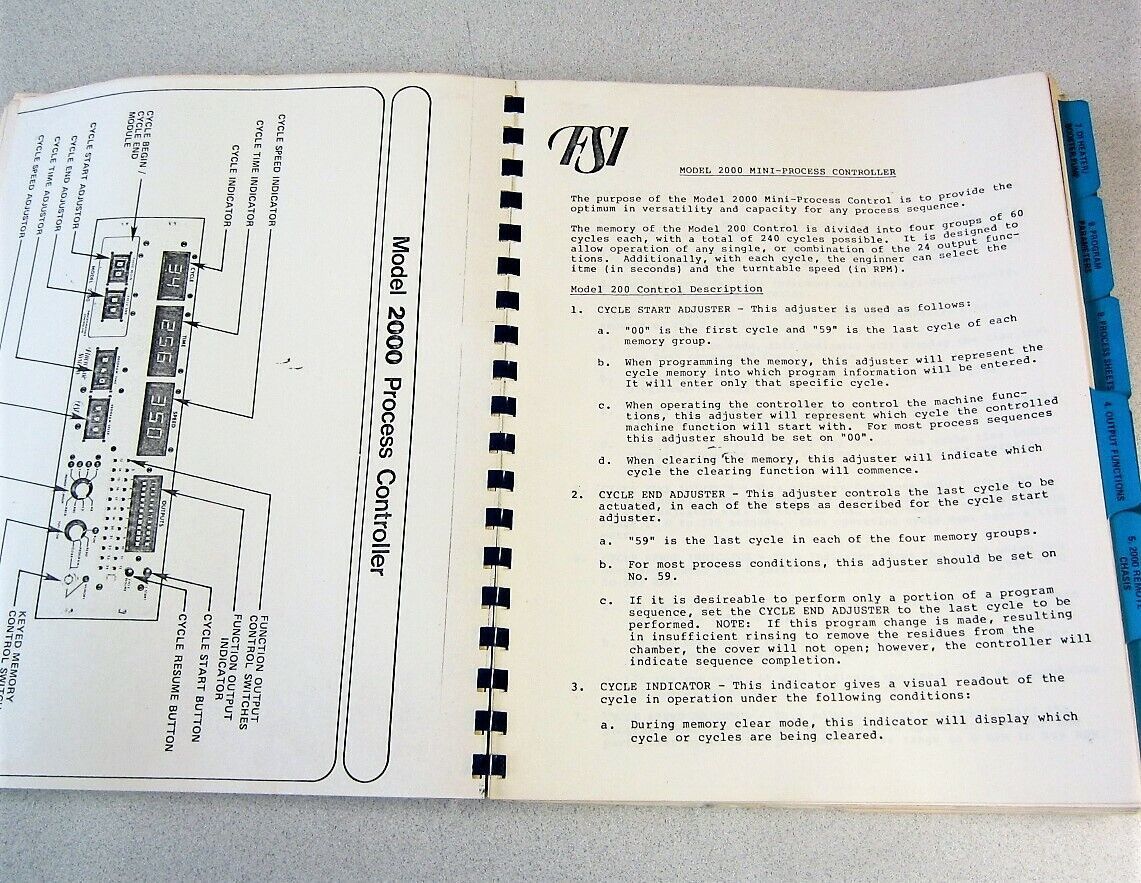 Model 2000 Process Controller
CYCLE SPEED INDICATOR
CYCLE TIME INDICATOR
CYCLE INDICATOR
CYCLE BEGIN /
CYCLE END
MODULE
CYCLE START ADJUSTOR
CYCLE END ADJUSTOR
CYCLE TIME ADJUSTOR
CYCLE SPEED ADJUSTOR
CYCLE
34
TIME
256
SPEED
350
OUTPUTS
FUNCTION OUTPUT
CONTROL SWITCHES
FUNCTION OUTPUT
INDICATOR
CYCLE START BUTTON
CYCLE RESUME BUTTON
KEYED MEMORY
CONTROL SWITCH
FSI
MODEL 2000 MINI-PROCESS CONTROLLER
The purpose of the Model 2000 Mini-Process Control is to provide the
optimum in versatility and capacity for any process sequence.
The memory of the Model 200 Control is divided into four groups of 60
cycles each, with a total of 240 cycles possible. It is designed to
allow operation of any single, or combination of the 24 output func-
tions. Additionally, with each cycle, the enginner can select the
itme (in seconds) and the turntable speed (in RPM).
Model 200 Control Description
1. CYCLE START ADJUSTER - This adjuster is used as follows:
a. "00" is the first cycle and "59" is the last cycle of each
memory group.
b. When programming the memory, this adjuster will represent the
cycle memory into which program information will be entered.
It will enter only that specific cycle.
c. When operating the controller to control the machine func-
tions, this adjuster will represent which cycle the controlled
machine function will start with. For most process sequences
this adjuster should be set on "00".
d. When clearing the memory, this adjuster will indicate which
cycle the clearing function will commence.
2. CYCLE END ADJUSTER - This adjuster controls the last cycle to be
actuated, in each of the steps as described for the cycle start
adjuster.
a. "59" is the last cycle in each of the four memory groups.
b. For most process conditions, this adjuster should be set on
No. 59.
c. If it is desireable to perform only a portion of a program
sequence, set the CYCLE END ADJUSTER to the last cycle to be
performed. NOTE: If this program change is made, resulting
in insufficient rinsing to remove the residues from the
chamber, the cover will not open; however, the controller will
indicate sequence completion.
3. CYCLE INDICATOR - This indicator gives a visual readout of the
cycle in operation under the following conditions:
a. During memory clear mode, this indicator will display which
cycle or cycles are being cleared.
7. DI HEATER/
BOOSTER PUMP
PROGRAM
PARAMETERS
PROCESS SHEETS
4. OUTPUT FUNCTIONS
5. 2000 REMOTE
CHASIS